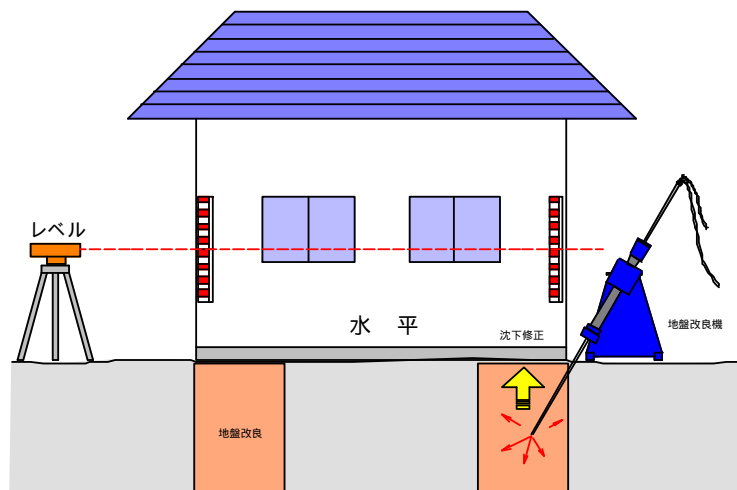 レベル
水 平
沈下修正
地盤改良機
地盤改良